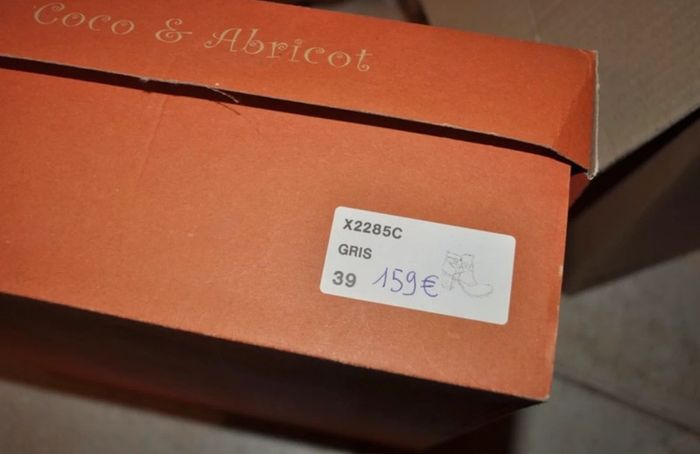 Coco & Abricot
X2285C
GRIS
39 159€